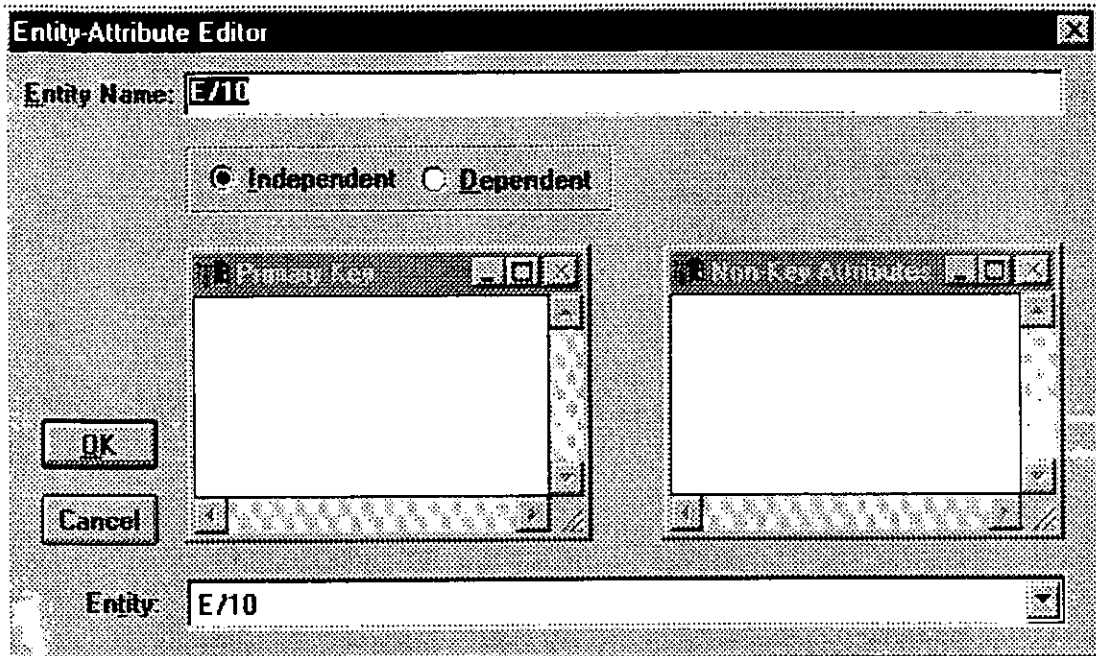 Entity-Attribute Editor
Entity Name: E/10
Independent Dependent
Primary Key Non-Key Attributes
OK
Cancel
Entity: E/10